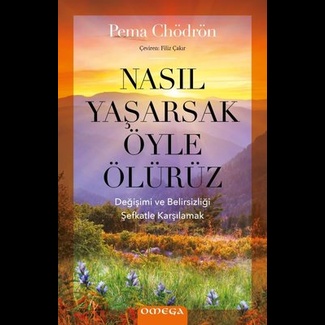 Pema Chödrön
Çeviren: Filiz Çakır
NASIL
YAŞARSAK
ÖYLE
ÖLÜRÜZ
Değişimi ve Belirsizliği
Şefkatle Karşılamak
OMEGA